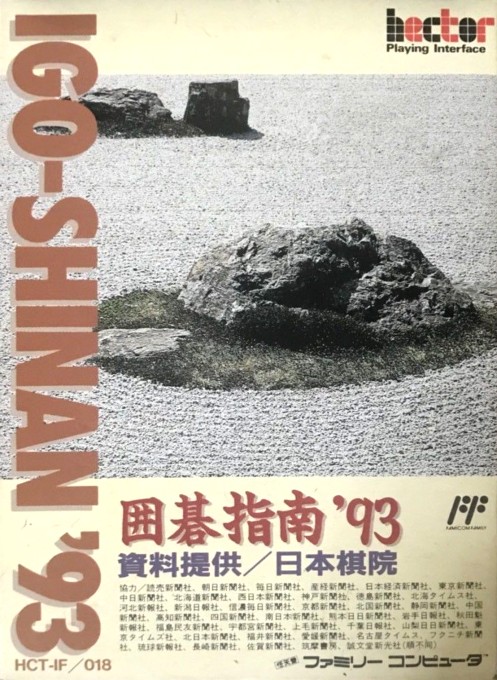 hector
Playing Interface
IGO-SHINAN '93
囲碁指南'93
資料提供/日本棋院
協力/読売新聞社、朝日新聞社、毎日新聞社、産経新聞社、日本経済新聞社、東京新聞社、
中日新聞社、北海道新聞社、西日本新聞社、神戸新聞社、徳島新聞社、北海タイムス社、
河北新報社、新潟日報社、信濃毎日新聞社、京都新聞社、北国新聞社、静岡新聞社、中国
新聞社、高知新聞社、四国新聞社、南日本新聞社、熊本日日新聞社、岩手日報社、秋田魁
新報社、福島民友新聞社、宇都宮新聞社、上毛新聞社、千葉日報社、山梨日日新聞社、東
京タイムズ社、北日本新聞社、福井新聞社、愛媛新聞社、名古屋タイムス、フクニチ新聞
社、琉球新報社、長崎新聞社、佐賀新聞社、筑摩書房、誠文堂新光社(順不同)
HCT-IF/018
任天堂 ファミリー コンピュータ